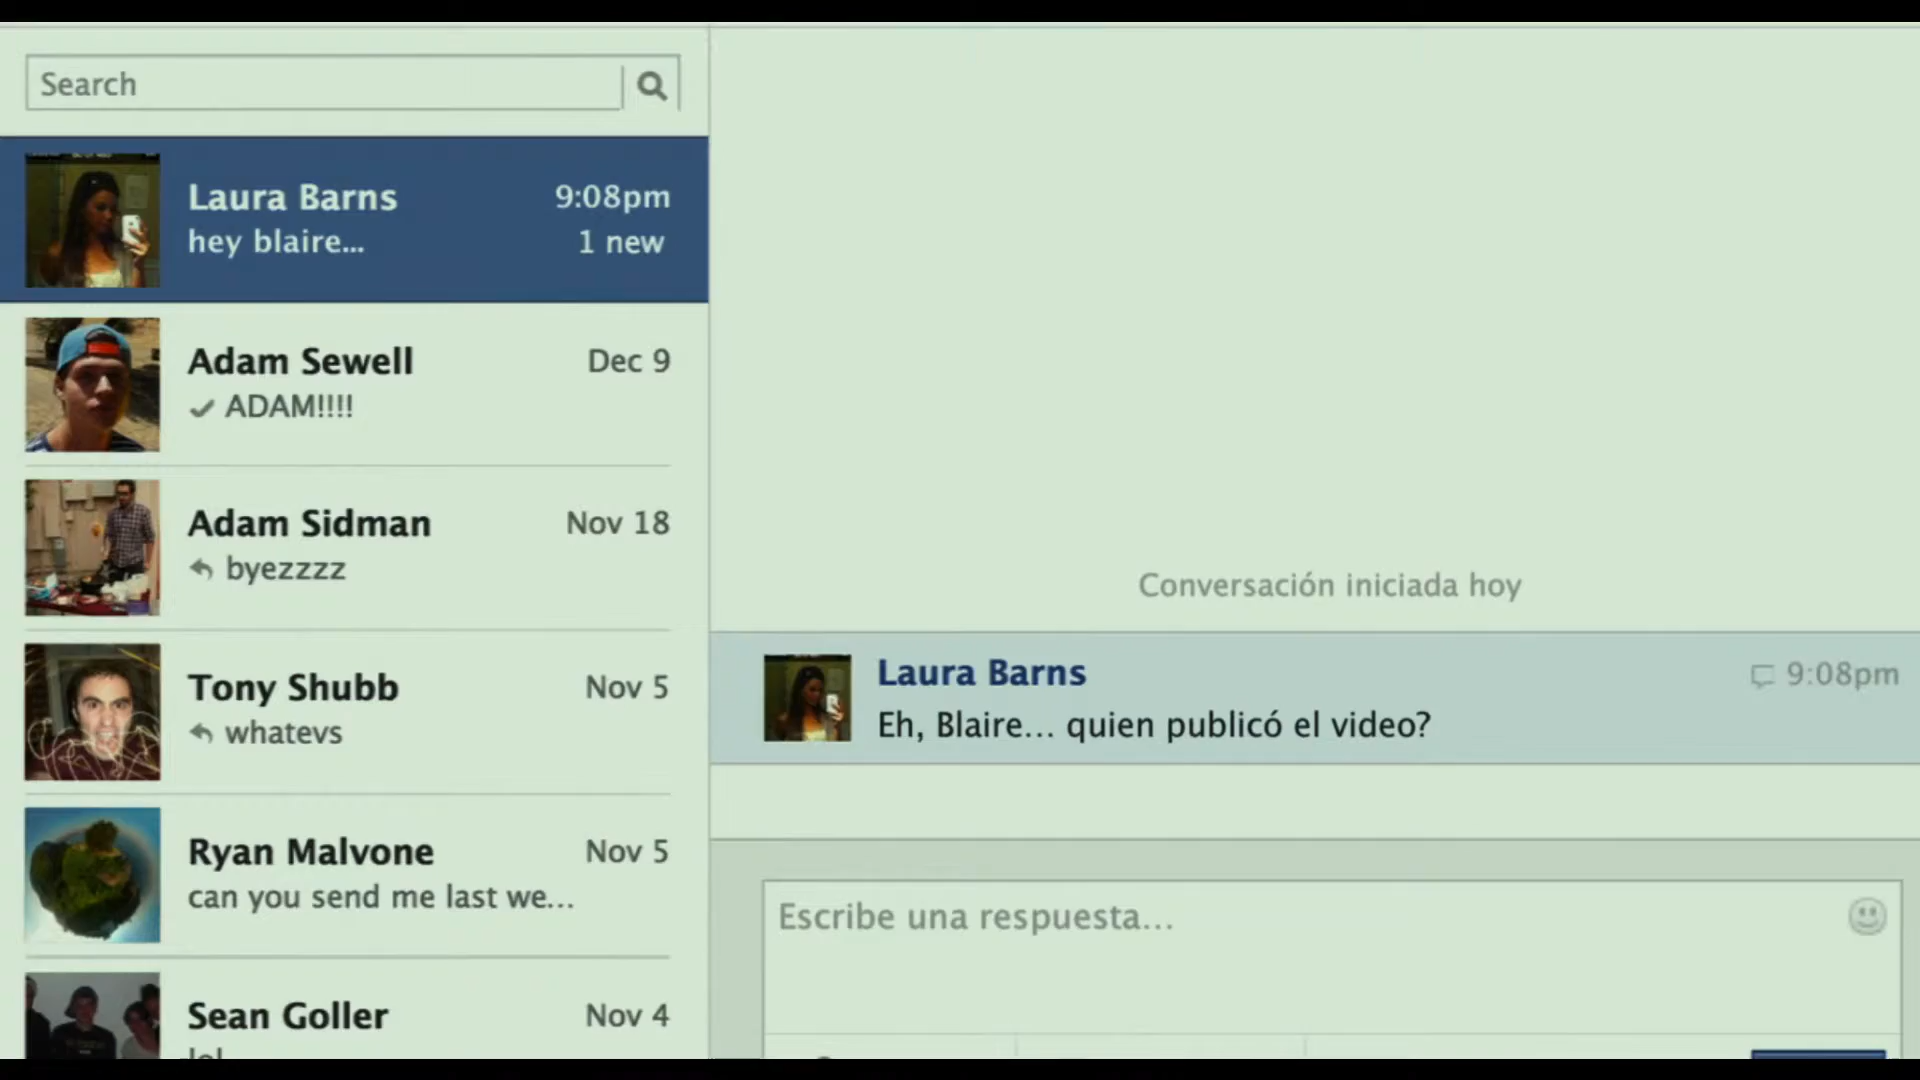 Search
Laura Barns
9:08pm
hey blaire...
1 new
Adam Sewell
Dec 9
ADAM!!!!
Adam Sidman
Nov 18
byezzzz
Tony Shubb
Nov 5
whatevs
Ryan Malvone
Nov 5
can you send me last we...
Sean Goller
Nov 4
lol
Conversación iniciada hoy
Laura Barns
9:08pm
Eh, Blaire... quien publicó el video?
Escribe una respuesta...